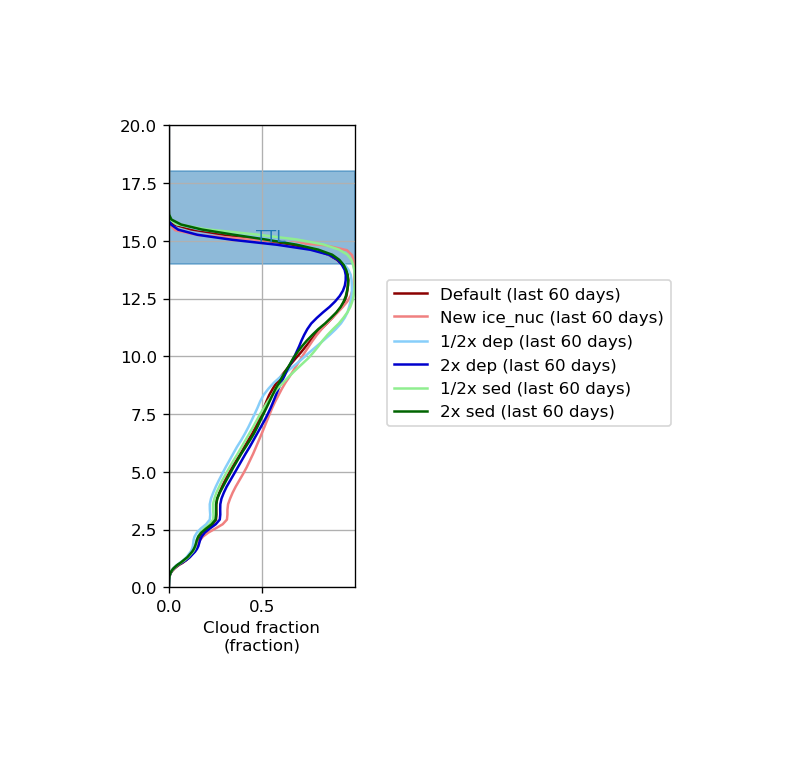 20.0
17.5
15.0
12.5
10.0
7.5
5.0
2.5
0.0
0.0 0.5
Cloud fraction
(fraction)
TTL
Default (last 60 days)
New ice_nuc (last 60 days)
1/2x dep (last 60 days)
2x dep (last 60 days)
1/2x sed (last 60 days)
2x sed (last 60 days)